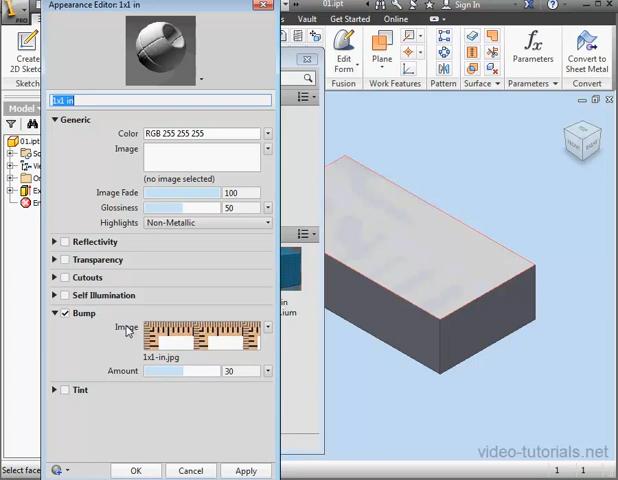 Appearance Editor: 1x1 in
01.ipt
Sign In
PRO
Vault
Get Started
Online
Create
2D Sketch
Sketch
Edit
Form
Fusion
Plane
Work Features
Pattern
Surface
Parameters
Parameters
Convert to
Sheet Metal
Convert
1x1 in
Generic
Color
RGB 255 255 255
Image
(no image selected)
Image Fade
100
Glossiness
50
Highlights
Non-Metallic
Reflectivity
Transparency
Cutouts
Self Illumination
Bump
Image
1x1-in.jpg
Amount
30
Tint
OK
Cancel
Apply
Model
01.ipt
in
ium
Select face
1
1
video-tutorials.net